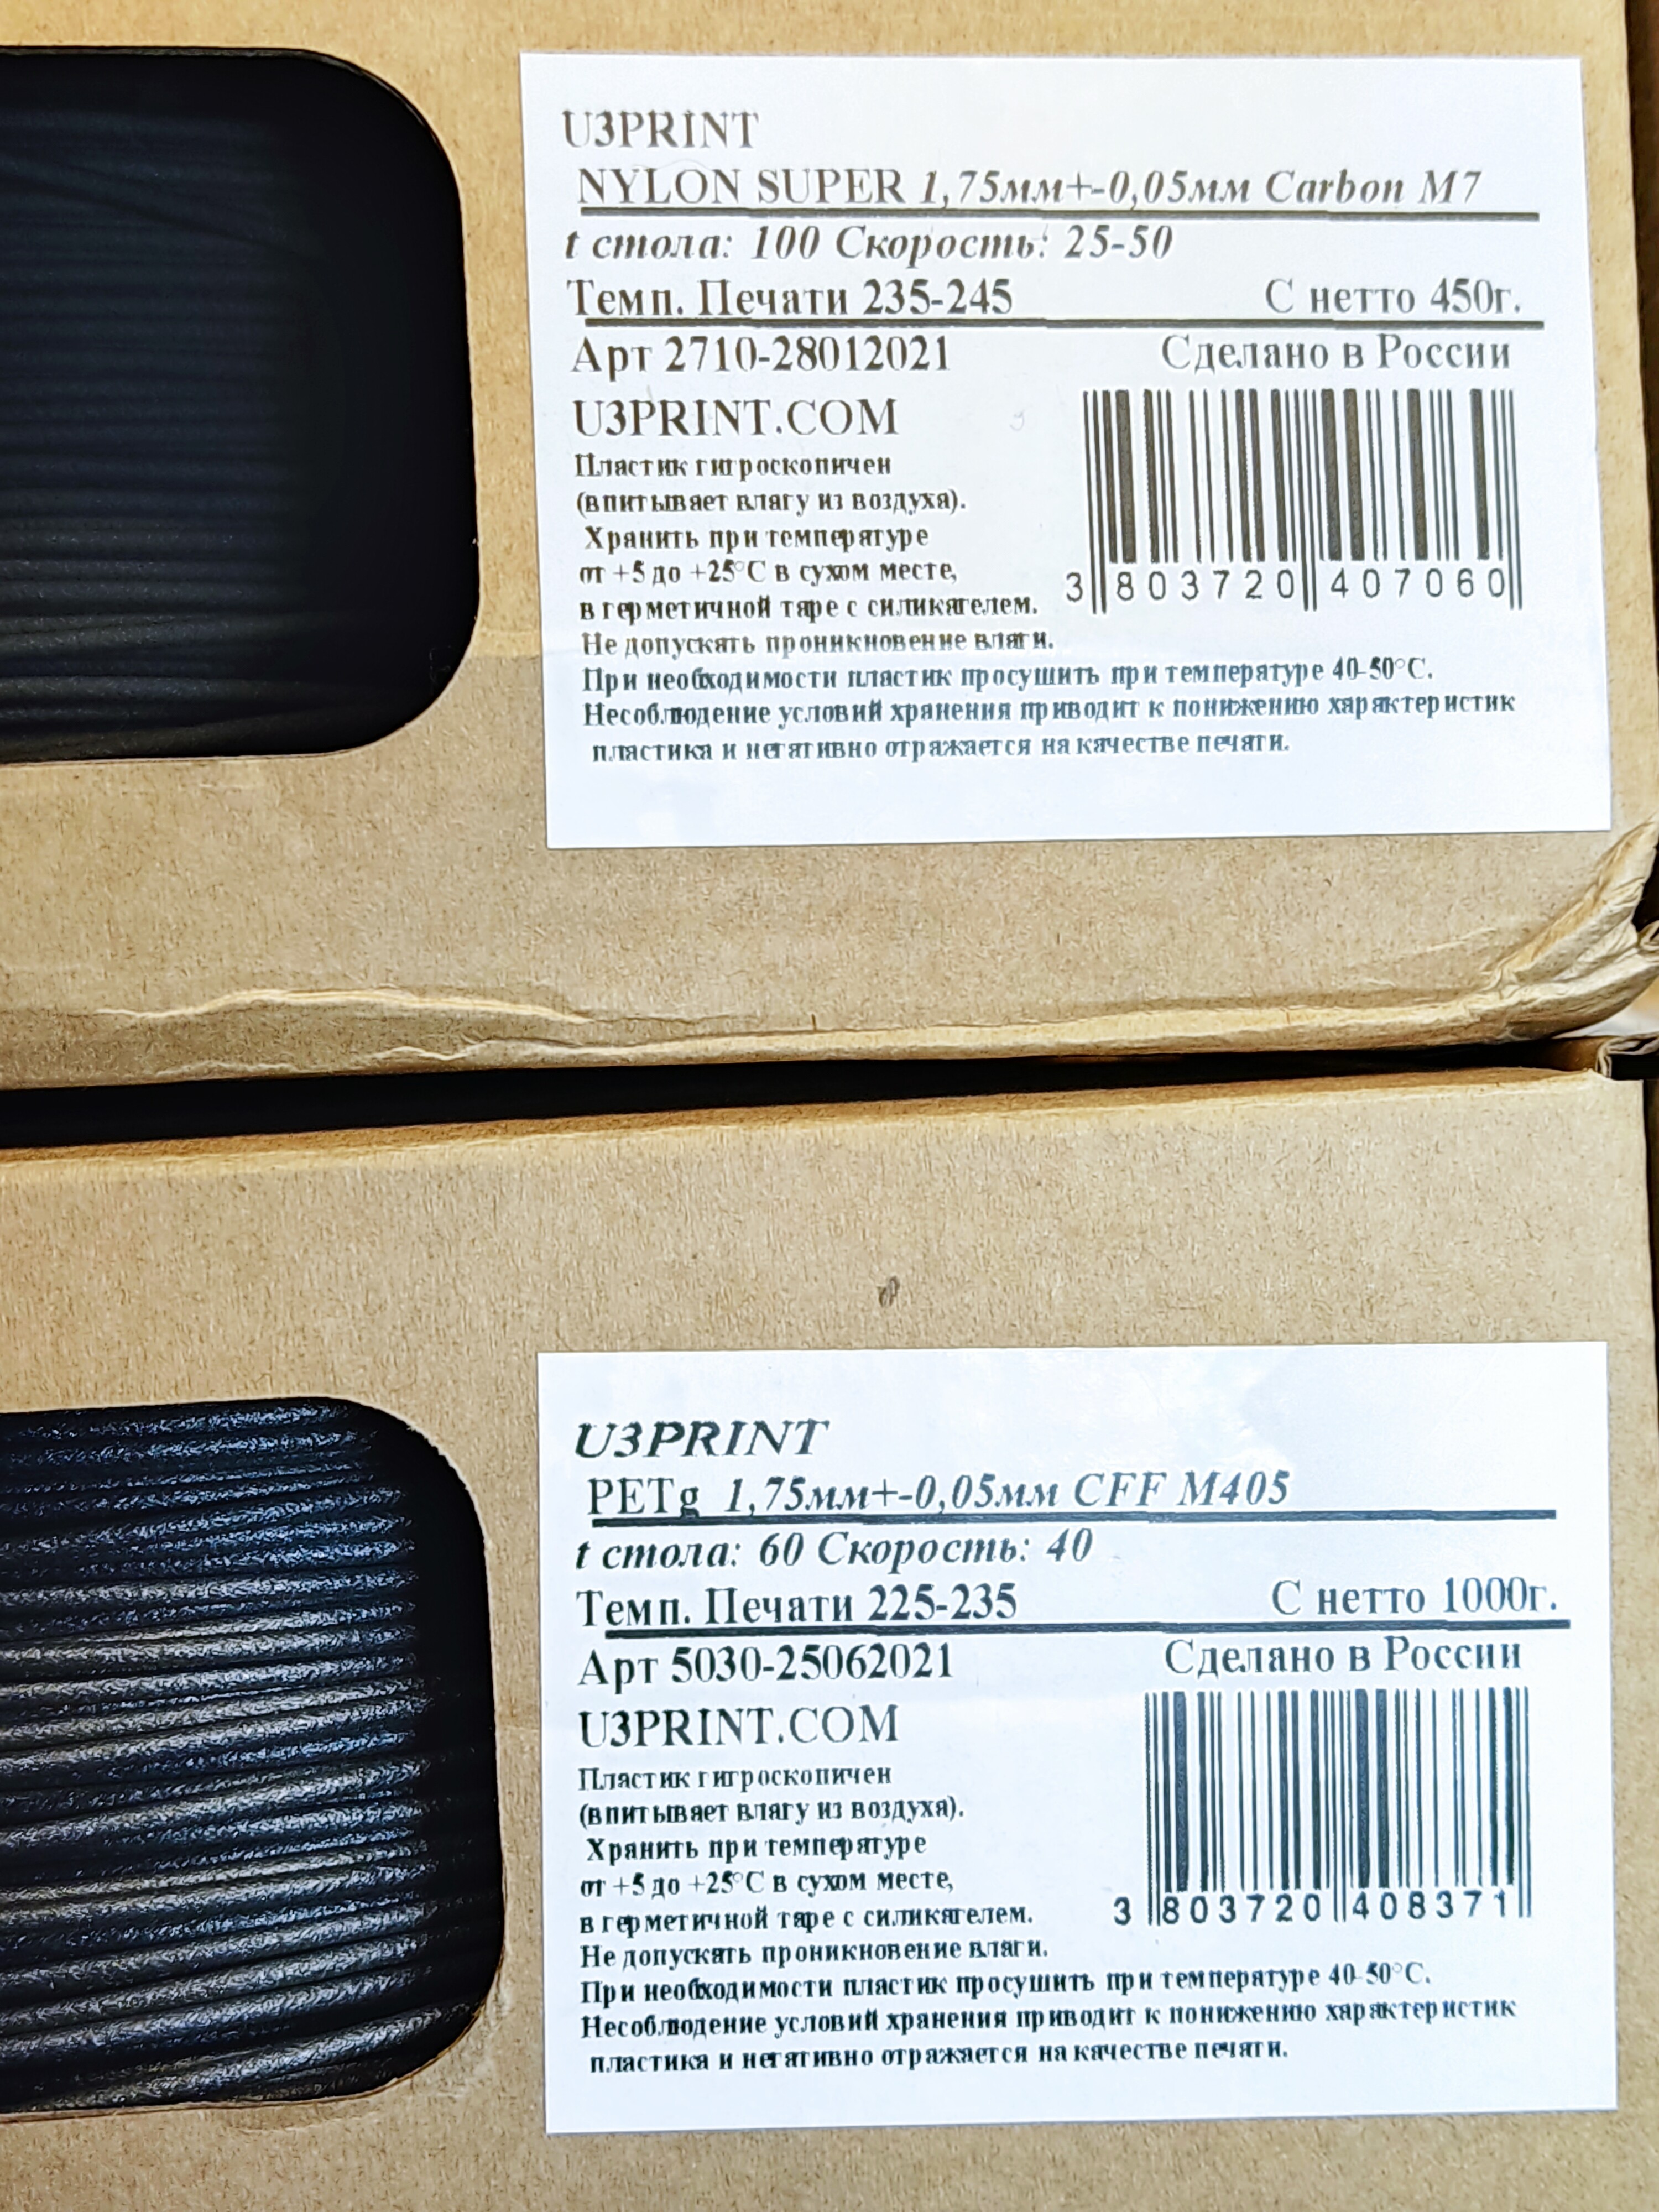 U3PRINT
NYLON SUPER 1,75мм+-0,05мм Carbon M7
t стола: 100 Скорость: 25-50
Темп. Печати 235-245 С нетто 450г.
Арт 2710-28012021 Сделано в России
U3PRINT.COM
Пластик гигроскопичен
(впитывает влагу из воздуха).
Хранить при температуре
от +5 до +25°С в сухом месте,
в герметичной таре с силикагелем.
3 803720 407060
Не допускать проникновение влаги.
При необходимости пластик просушить при температуре 40-50°С.
Несоблюдение условий хранения приводит к понижению характеристик
пластика и негативно отражается на качестве печати.
U3PRINT
PETg 1,75мм+-0,05мм CFF M405
t стола: 60 Скорость: 40
Темп. Печати 225-235 С нетто 1000г.
Арт 5030-25062021 Сделано в России
U3PRINT.COM
Пластик гигроскопичен
(впитывает влагу из воздуха).
Хранить при температуре
от +5 до +25°С в сухом месте,
в герметичной таре с силикагелем.
3 803720 408371
Не допускать проникновение влаги.
При необходимости пластик просушить при температуре 40-50°С.
Несоблюдение условий хранения приводит к понижению характеристик
пластика и негативно отражается на качестве печати.